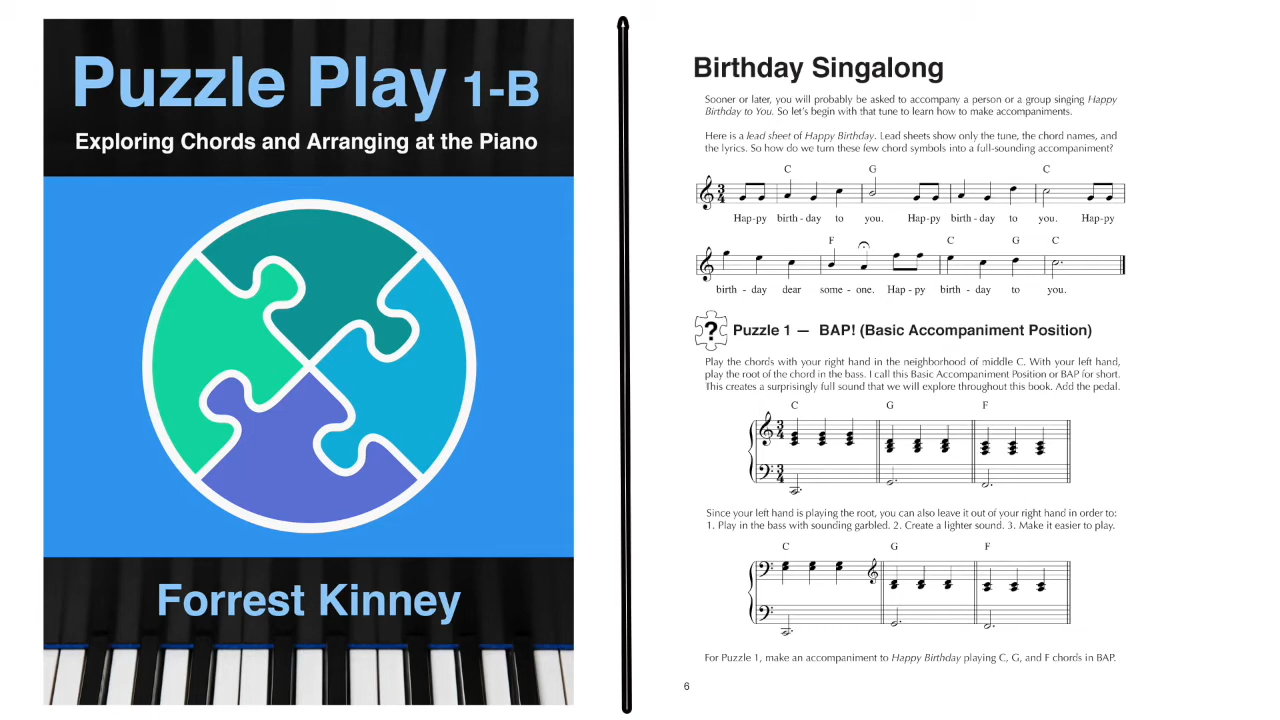 Puzzle Play 1-B
Exploring Chords and Arranging at the Piano
Forrest Kinney
Birthday Singalong
Sooner or later, you will probably be asked to accompany a person or a group singing Happy
Birthday to You. So let's begin with that tune to learn how to make accompaniments.
Here is a lead sheet of Happy Birthday. Lead sheets show only the tune, the chord names, and
the lyrics. So how do we turn these few chord symbols into a full-sounding accompaniment?
C G C
3 4
Hap-py birth - day to you. Hap-py birth - day to you. Hap-py
F C G C
birth - day dear some - one. Hap - py birth - day to you.
? Puzzle 1 — BAP! (Basic Accompaniment Position)
Play the chords with your right hand in the neighborhood of middle C. With your left hand,
play the root of the chord in the bass. I call this Basic Accompaniment Position or BAP for short.
This creates a surprisingly full sound that we will explore throughout this book. Add the pedal.
C G F
3 4
3 4
Since your left hand is playing the root, you can also leave it out of your right hand in order to:
1. Play in the bass with sounding garbled. 2. Create a lighter sound. 3. Make it easier to play.
C G F
For Puzzle 1, make an accompaniment to Happy Birthday playing C, G, and F chords in BAP.
6